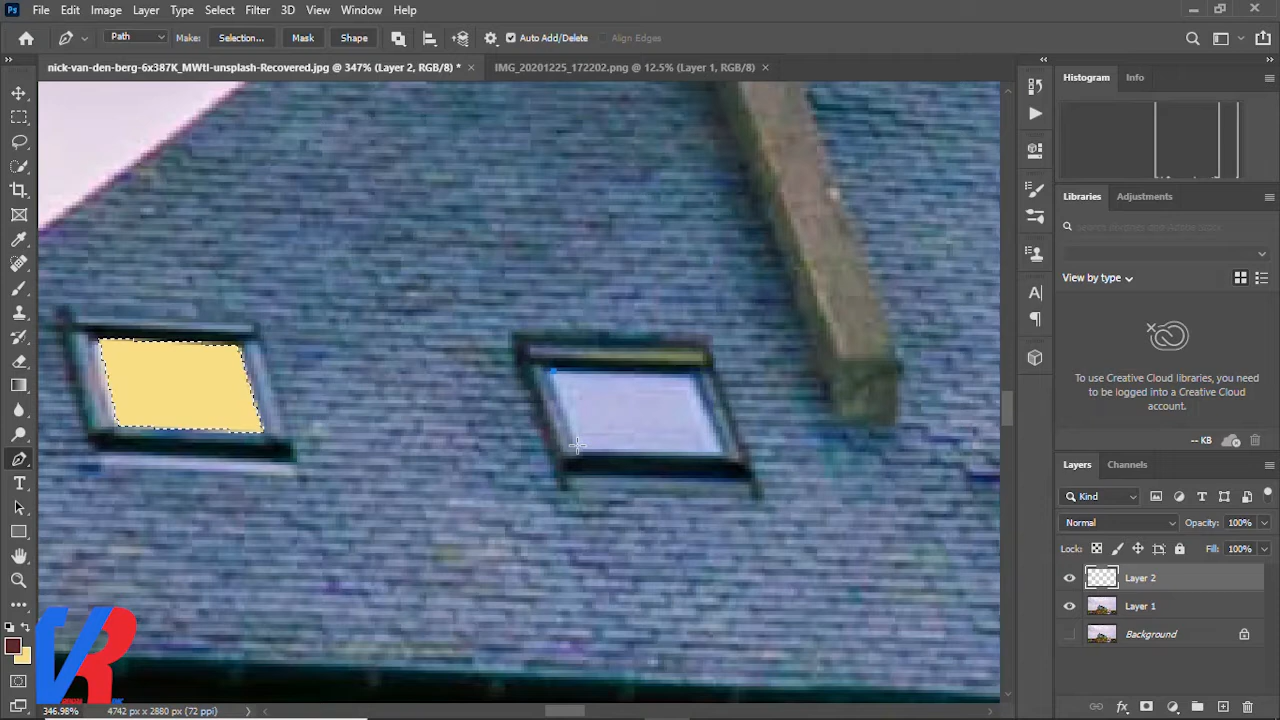 Ps File Edit Image Layer Type Select Filter 3D View Window Help
Path Make: Selection... Mask Shape Auto Add/Delete Align Edges
nick-van-den-berg-6x387K_MWtI-unsplash-Recovered.jpg @ 347% (Layer 2, RGB/8) * × IMG_20201225_172202.png @ 12.5% (Layer 1, RGB/8) ×
Histogram Info
Libraries Adjustments
View by type
To use Creative Cloud libraries, you
need to be logged into a Creative Cloud
account.
-- KB
Layers Channels
Kind
Normal Opacity: 100%
Lock: Fill: 100%
Layer 2
Layer 1
Background
VR
346.98% 4742 px x 2880 px (72 ppi)